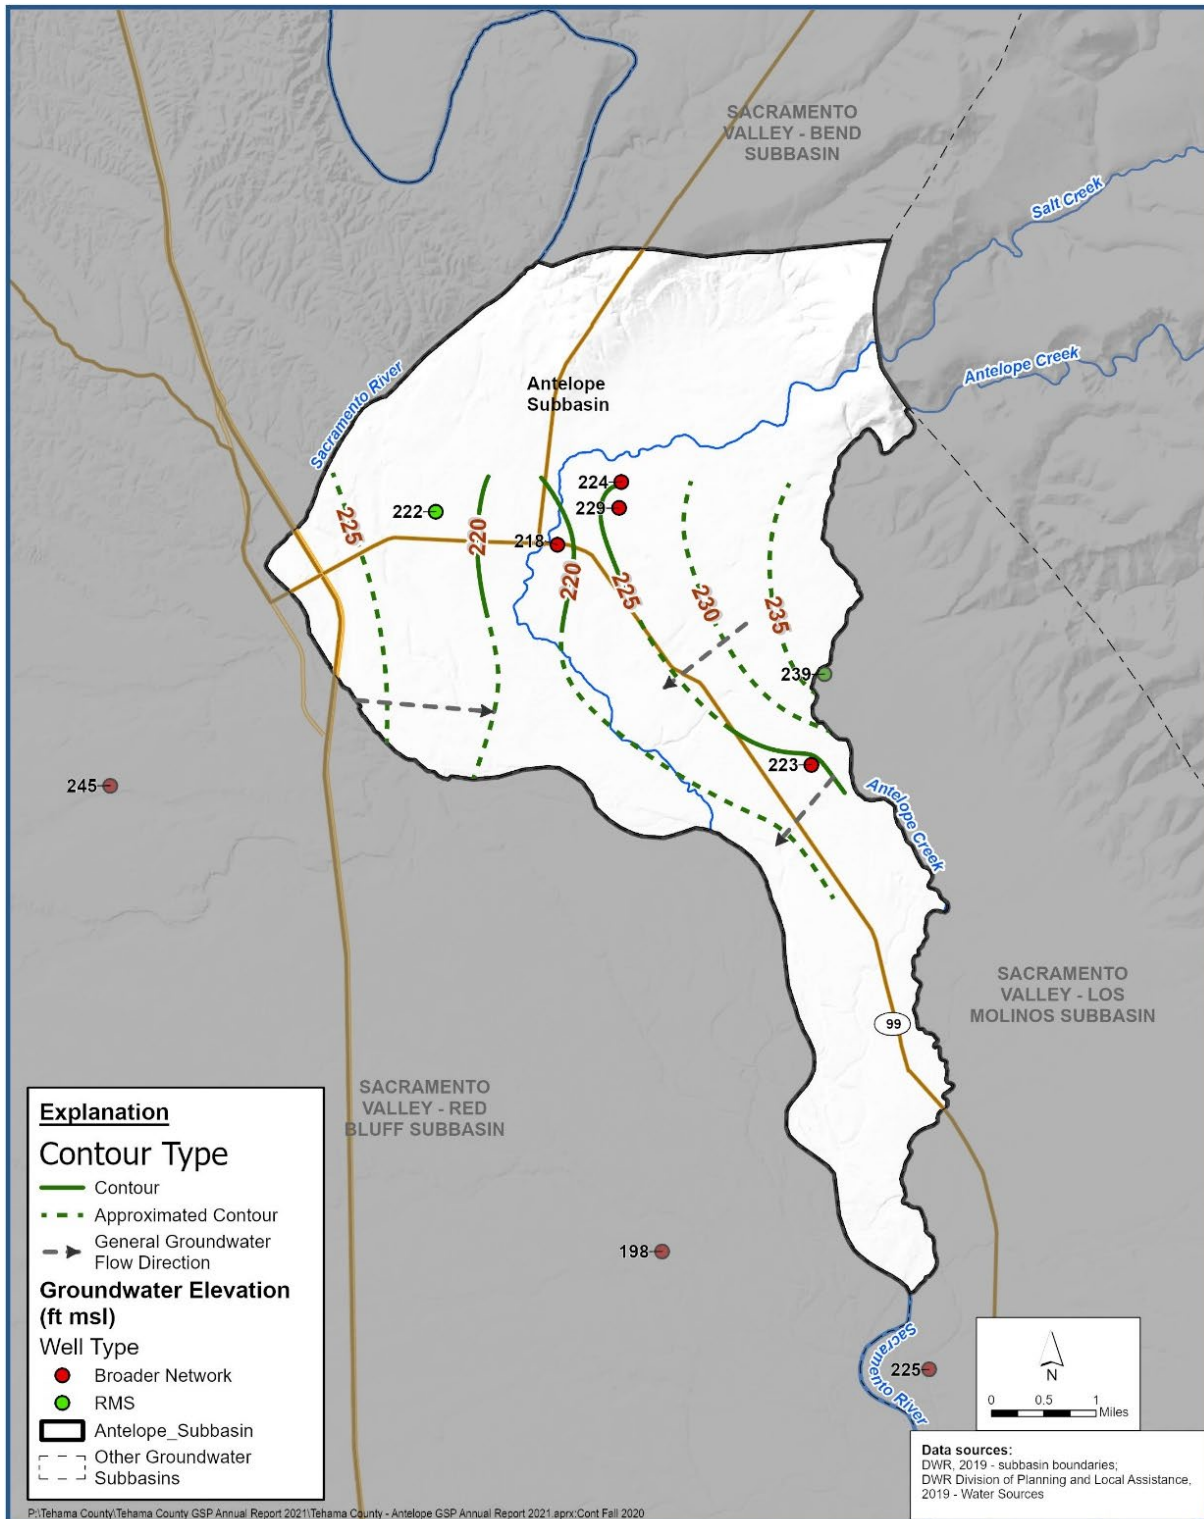 SACRAMENTO
VALLEY - BEND
SUBBASIN
Salt Creek
Antelope Creek
Sacramento River
Antelope
Subbasin
224
229
222
218
225
220
220
225
230
235
239
223
245
Antelope Creek
SACRAMENTO
VALLEY - LOS
MOLINOS SUBBASIN
99
SACRAMENTO
VALLEY - RED
BLUFF SUBBASIN
198
225
Sacramento River
Explanation
Contour Type
Contour
Approximated Contour
General Groundwater
Flow Direction
Groundwater Elevation
(ft msl)
Well Type
Broader Network
RMS
Antelope_Subbasin
Other Groundwater
Subbasins
N
0 0.5 1
Miles
Data sources:
DWR, 2019 - subbasin boundaries;
DWR Division of Planning and Local Assistance,
2019 - Water Sources
P:\Tehama County\Tehama County GSP Annual Report 2021\Tehama County - Antelope GSP Annual Report 2021.aprx:Cont Fall 2020